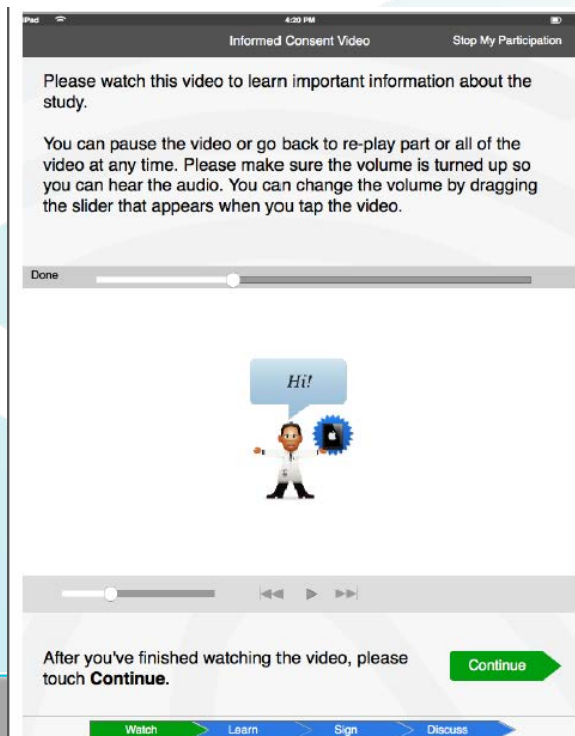 iPad 4:20 PM
Informed Consent Video Stop My Participation
Please watch this video to learn important information about the
study.
You can pause the video or go back to re-play part or all of the
video at any time. Please make sure the volume is turned up so
you can hear the audio. You can change the volume by dragging
the slider that appears when you tap the video.
Done
Hi!
After you've finished watching the video, please
touch Continue.
Continue
Watch Learn Sign Discuss